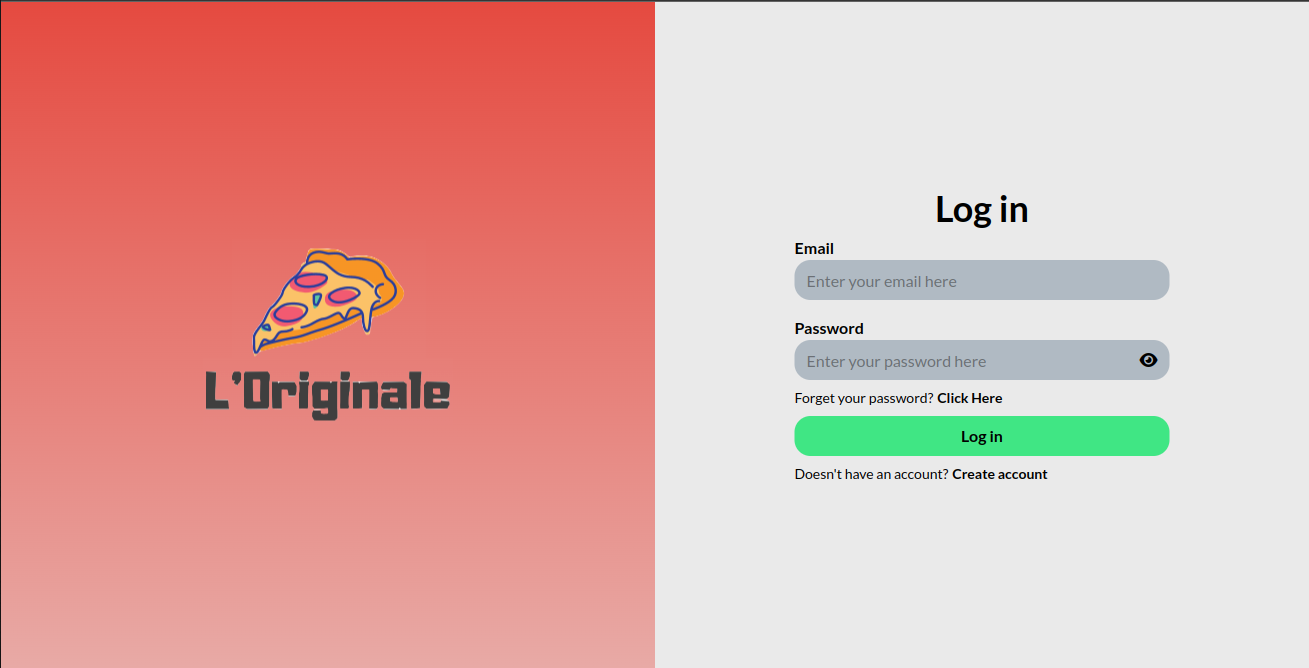 L'Originale
Log in
Email
Enter your email here
Password
Enter your password here
Forget your password? Click Here
Log in
Doesn't have an account? Create account